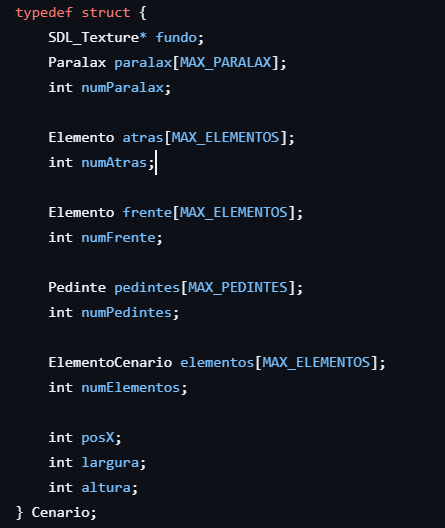 typedef struct {
    SDL_Texture* fundo;
    Paralax paralax[MAX_PARALAX];
    int numParalax;

    Elemento atras[MAX_ELEMENTOS];
    int numAtras;

    Elemento frente[MAX_ELEMENTOS];
    int numFrente;

    Pedinte pedintes[MAX_PEDINTES];
    int numPedintes;

    ElementoCenario elementos[MAX_ELEMENTOS];
    int numElementos;

    int posX;
    int largura;
    int altura;
} Cenario;